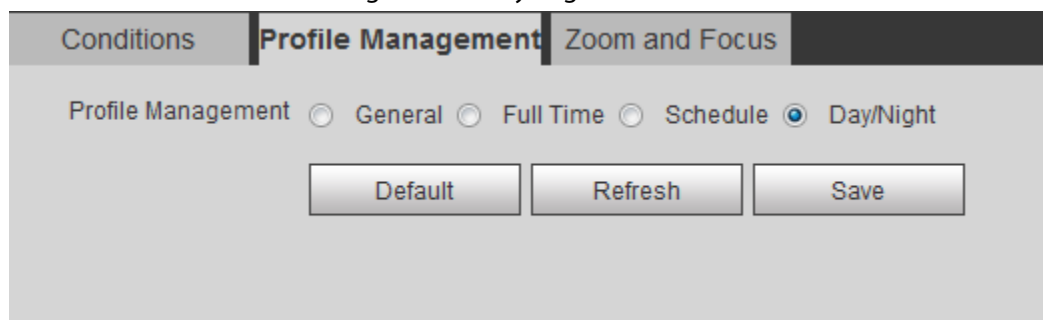 Conditions Profile Management Zoom and Focus
Profile Management General Full Time Schedule Day/Night
Default Refresh Save